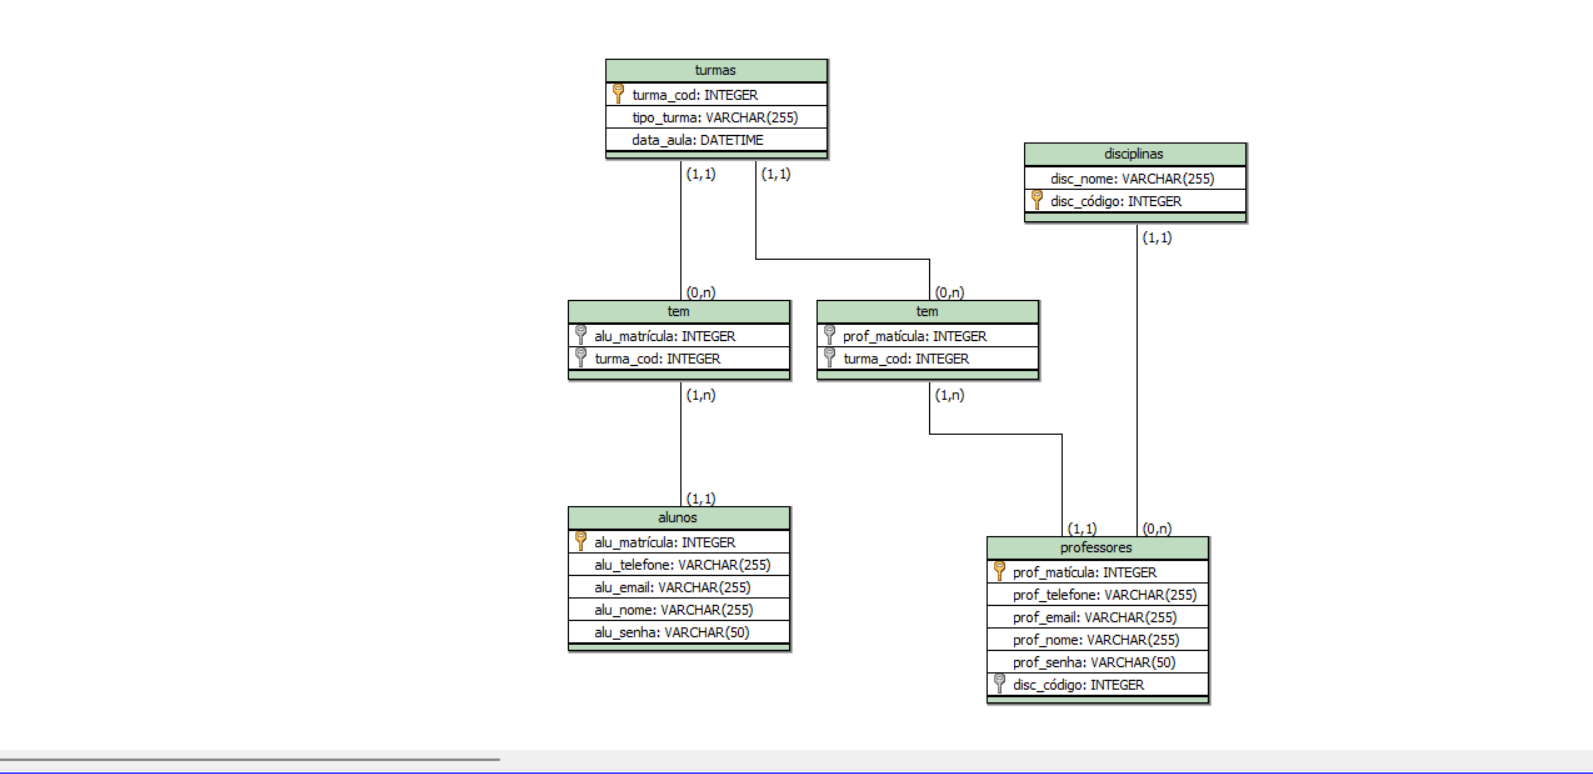 turmas
turma_cod: INTEGER
tipo_turma: VARCHAR(255)
data_aula: DATETIME
(1,1)
(1,1)
disciplinas
disc_nome: VARCHAR(255)
disc_código: INTEGER
(1,1)
(0,n)
tem
alu_matrícula: INTEGER
turma_cod: INTEGER
(1,n)
(0,n)
tem
prof_matícula: INTEGER
turma_cod: INTEGER
(1,n)
(1,1)
alunos
alu_matrícula: INTEGER
alu_telefone: VARCHAR(255)
alu_email: VARCHAR(255)
alu_nome: VARCHAR(255)
alu_senha: VARCHAR(50)
(1,1)
(0,n)
professores
prof_matícula: INTEGER
prof_telefone: VARCHAR(255)
prof_email: VARCHAR(255)
prof_nome: VARCHAR(255)
prof_senha: VARCHAR(50)
disc_código: INTEGER